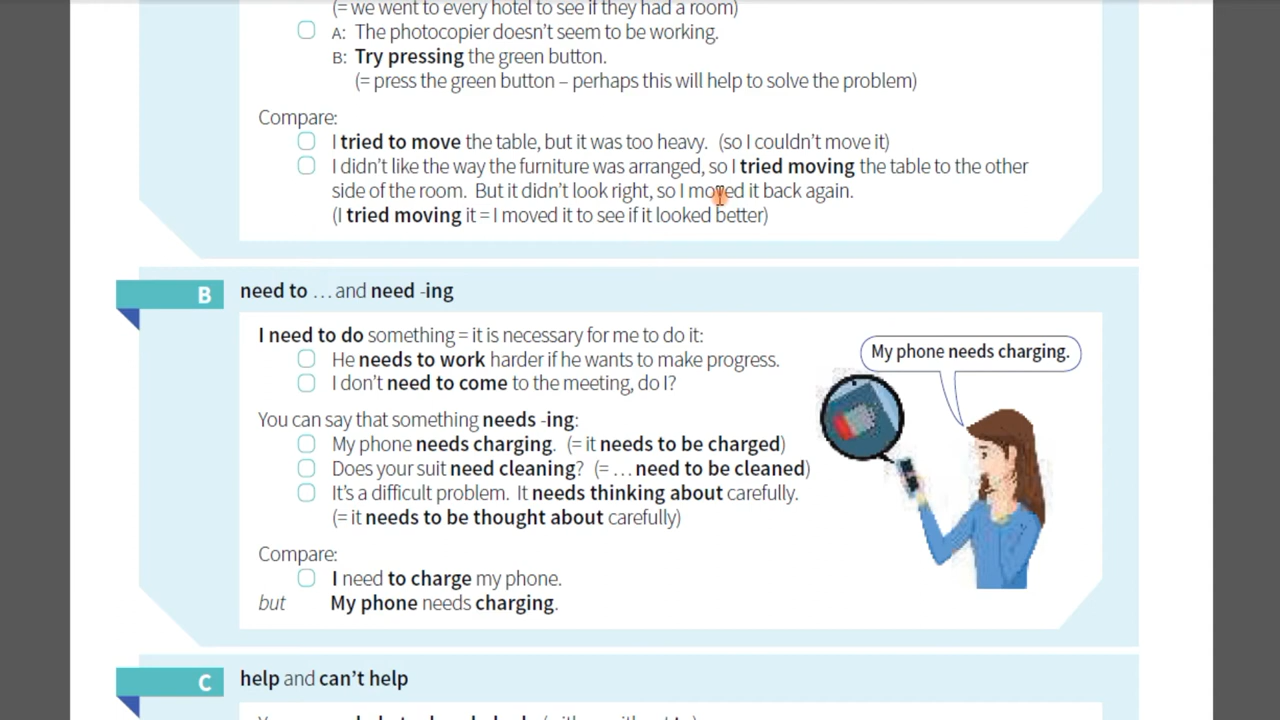 (= we went to every hotel to see if they had a room)
A: The photocopier doesn't seem to be working.
B: Try pressing the green button.
(= press the green button – perhaps this will help to solve the problem)
Compare:
I tried to move the table, but it was too heavy. (so I couldn't move it)
I didn't like the way the furniture was arranged, so I tried moving the table to the other
side of the room. But it didn't look right, so I moved it back again.
(I tried moving it = I moved it to see if it looked better)
B need to … and need -ing
I need to do something = it is necessary for me to do it:
He needs to work harder if he wants to make progress.
I don't need to come to the meeting, do I?
My phone needs charging.
You can say that something needs -ing:
My phone needs charging. (= it needs to be charged)
Does your suit need cleaning? (= … need to be cleaned)
It's a difficult problem. It needs thinking about carefully.
(= it needs to be thought about carefully)
Compare:
I need to charge my phone.
but My phone needs charging.
C help and can't help